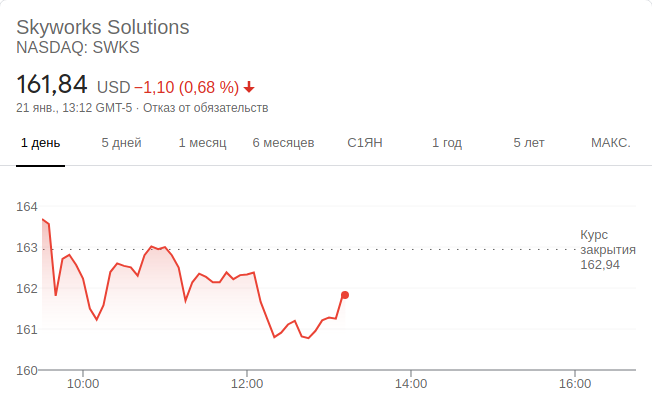 Skyworks Solutions
NASDAQ: SWKS
161,84 USD −1,10 (0,68 %)
21 янв., 13:12 GMT-5 · Отказ от обязательств
1 день 5 дней 1 месяц 6 месяцев С1ЯН 1 год 5 лет МАКС.
164
163
162
161
160
Курс
закрытия
162,94
10:00 12:00 14:00 16:00